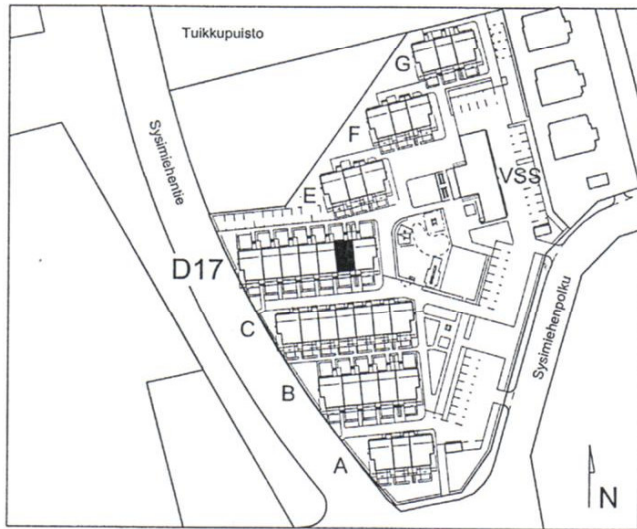 Tuikkupuisto
G
Sysimiehentie
F
VSS
E
D17
Sysimiehenpolku
C
B
A
N